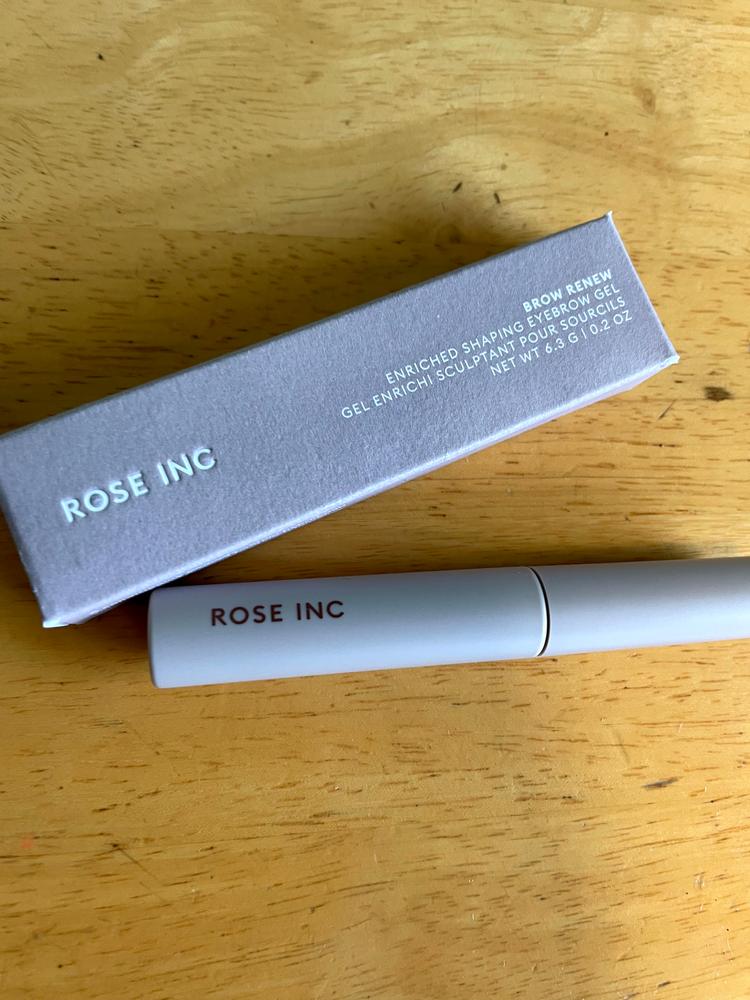 ROSE INC
BROW RENEW
ENRICHED SHAPING EYEBROW GEL
GEL ENRICHI SCULPTANT POUR SOURCILS
NET WT 6.3 G | 0.2 OZ
ROSE INC